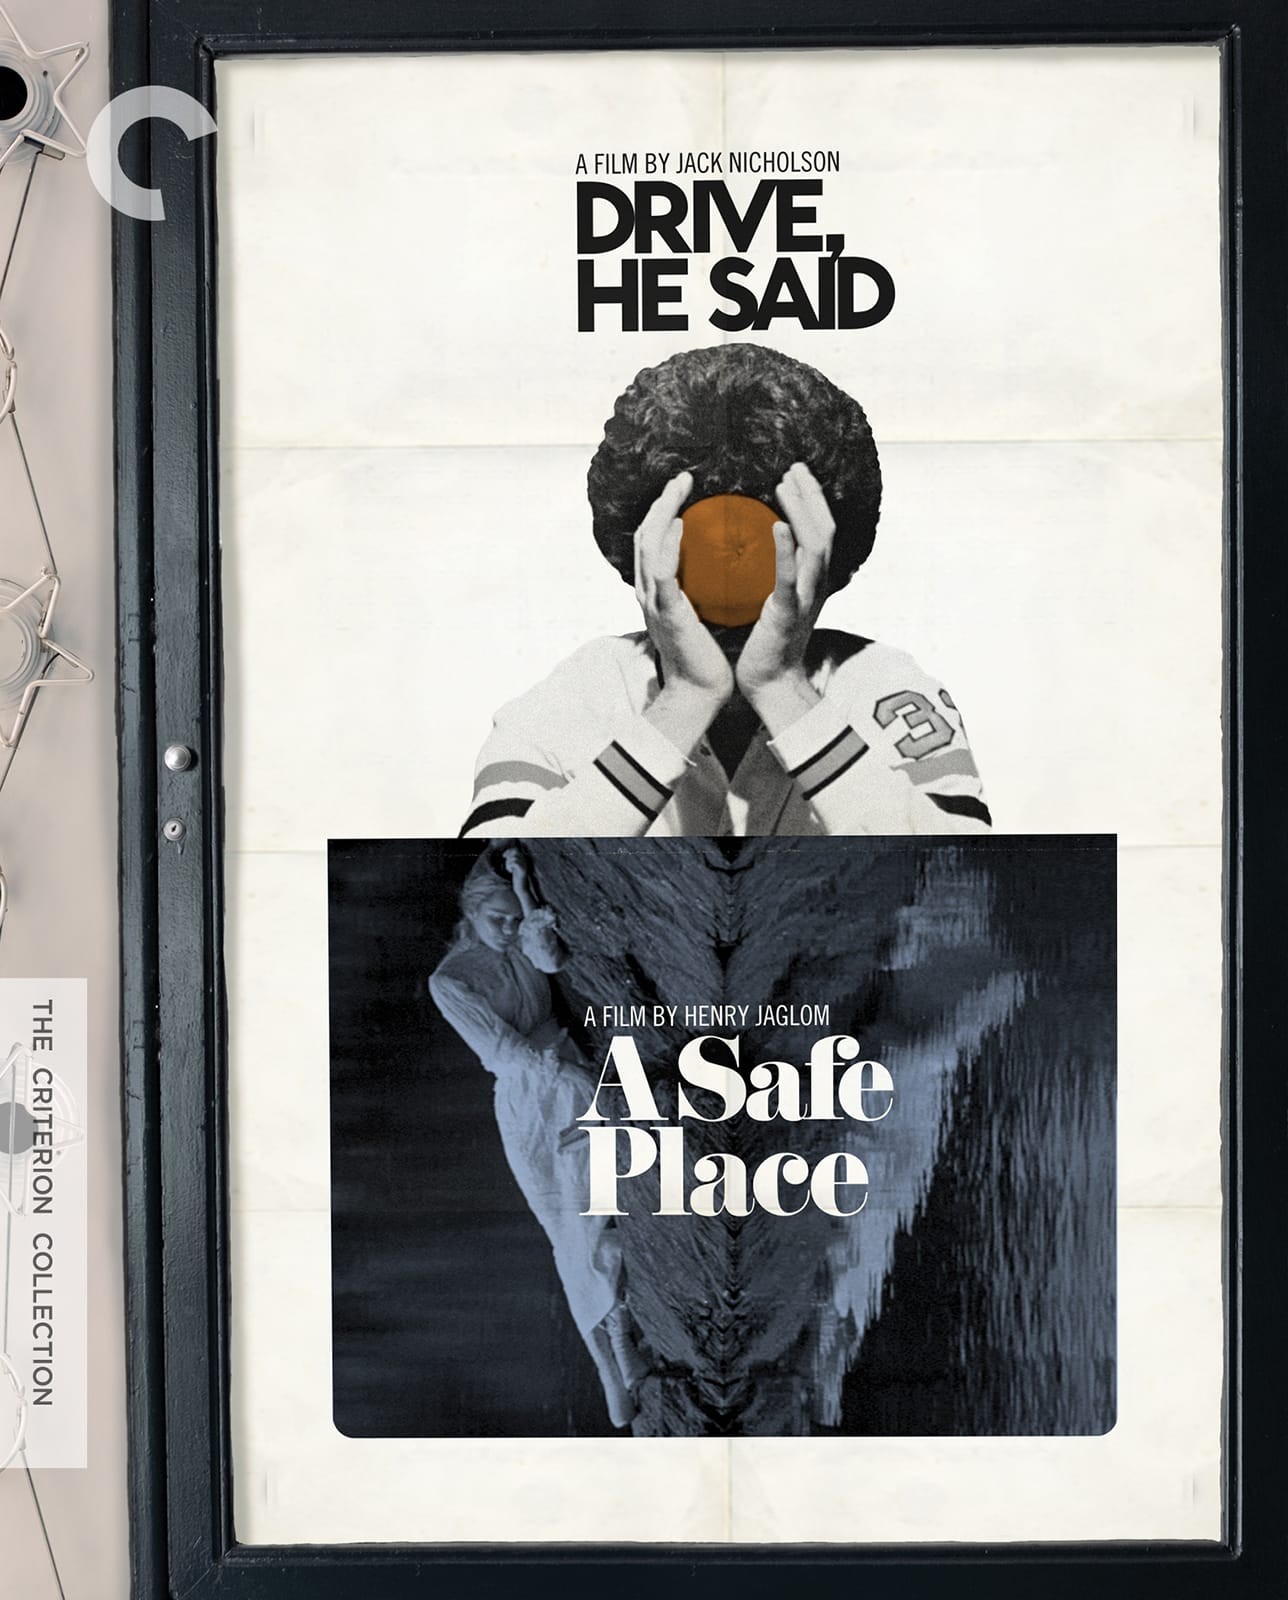 A FILM BY JACK NICHOLSON
DRIVE,
HE SAID
A FILM BY HENRY JAGLOM
A Safe
Place
THE CRITERION COLLECTION